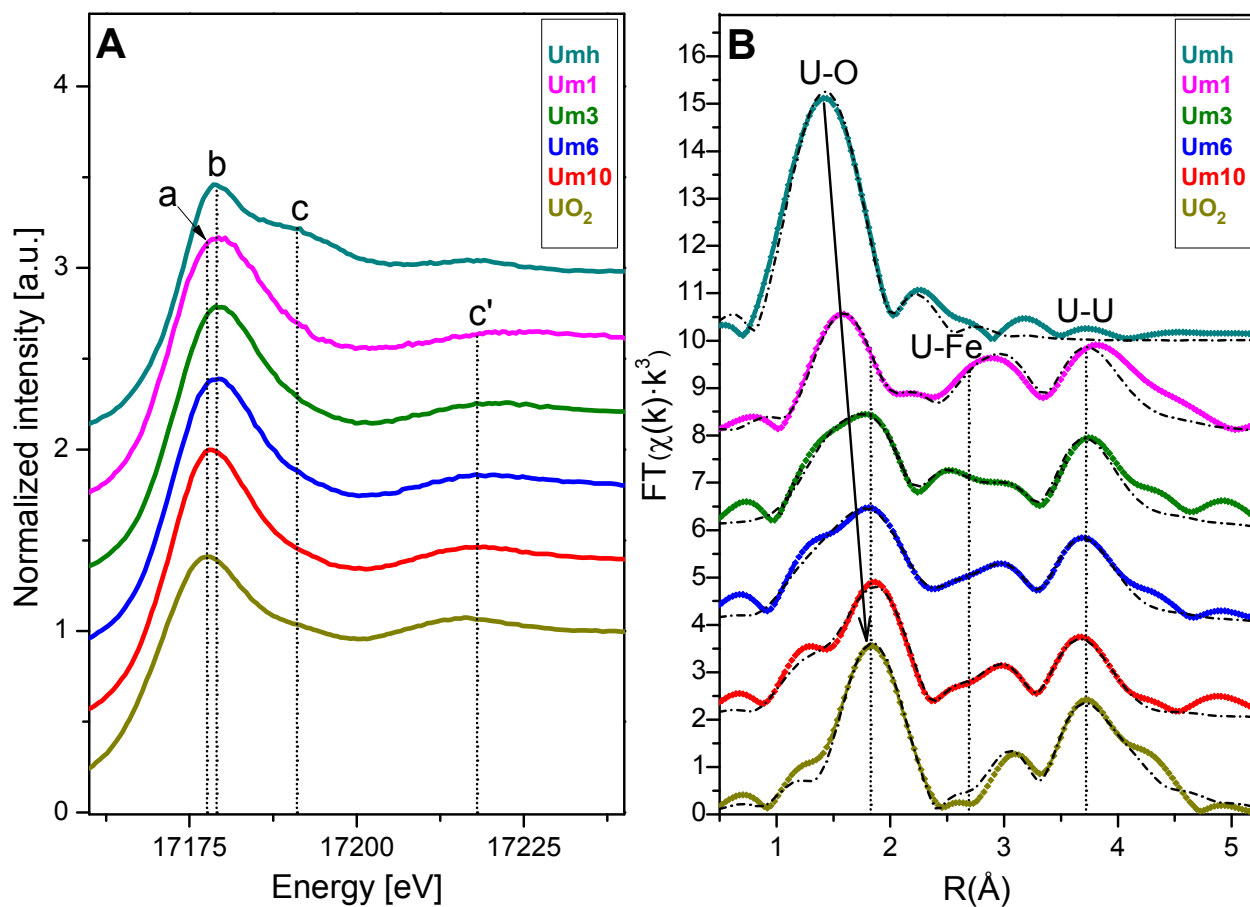 A
Umh
Um1
Um3
Um6
Um10
UO₂
a
b
c
c'
4
3
2
1
0
Normalized intensity [a.u.]
17175
17200
17225
Energy [eV]
B
Umh
Um1
Um3
Um6
Um10
UO₂
U-O
U-Fe
U-U
16
15
14
13
12
11
10
9
8
7
6
5
4
3
2
1
0
FT(χ(k)·k³)
1
2
3
4
5
R(Å)